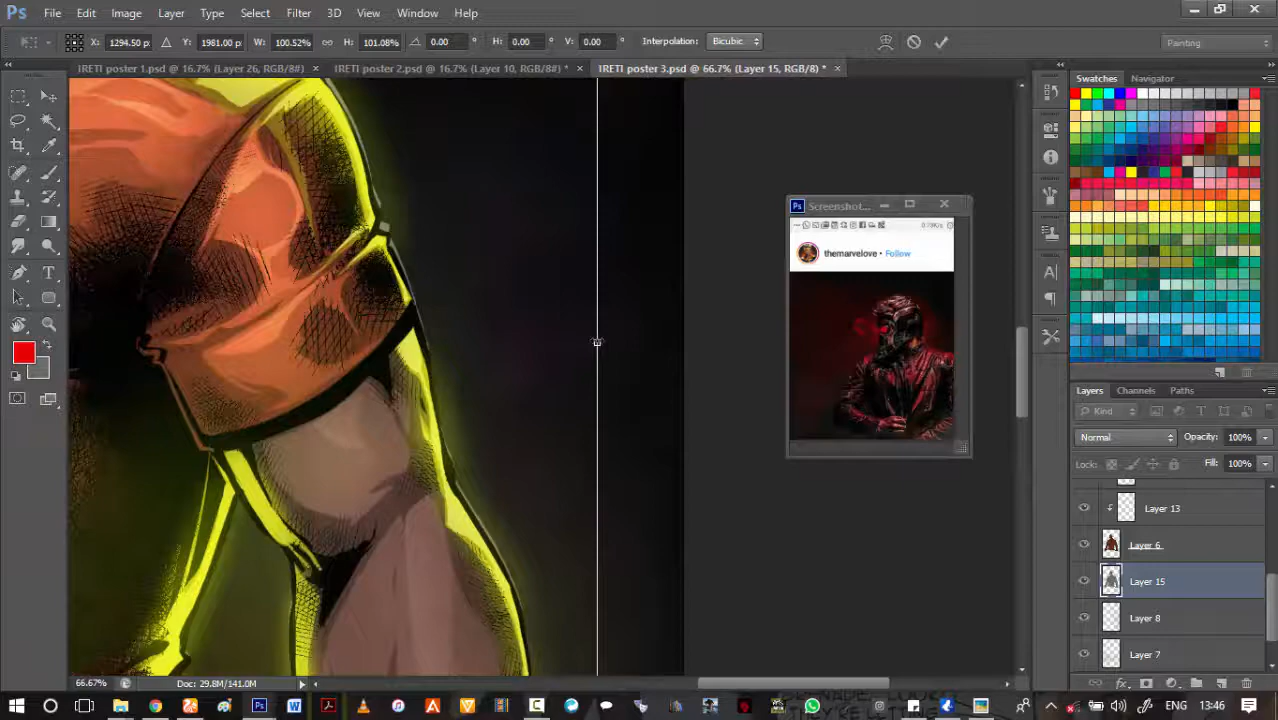 Ps File Edit Image Layer Type Select Filter 3D View Window Help
X: 1294.50 p: Y: 1981.00 p: W: 100.52% H: 101.08% 0.00 H: 0.00 V: 0.00 Interpolation: Bicubic Painting
!RETI poster 1.psd @ 16.7% (Layer 26, RGB/8#) × !RETI poster 2.psd @ 16.7% (Layer 10, RGB/8#) * × !RETI poster 3.psd @ 66.7% (Layer 15, RGB/8) * ×
Swatches Navigator
Ps Screenshot...
themarvelove • Follow
Layers Channels Paths
Kind
Normal Opacity: 100%
Lock: Fill: 100%
Layer 13
Layer 6
Layer 15
Layer 8
Layer 7
66.67% Doc: 29.8M/141.0M
ENG 13:46